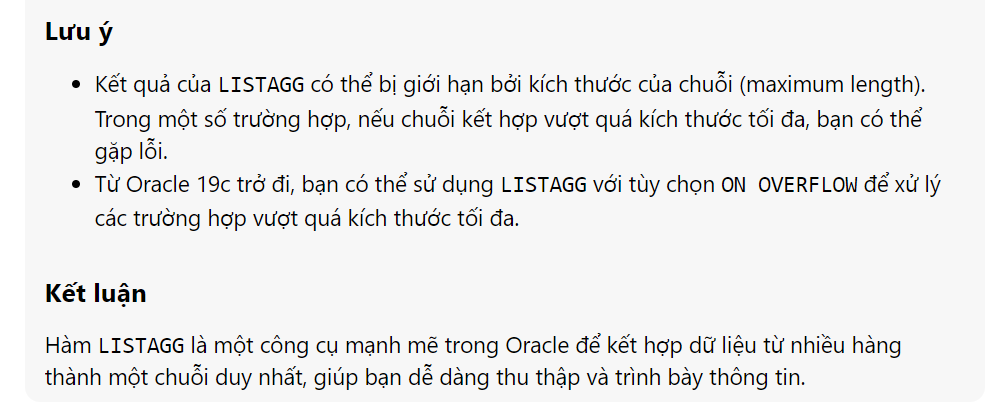 Lưu ý
• Kết quả của LISTAGG có thể bị giới hạn bởi kích thước của chuỗi (maximum length).
Trong một số trường hợp, nếu chuỗi kết hợp vượt quá kích thước tối đa, bạn có thể
gặp lỗi.
• Từ Oracle 19c trở đi, bạn có thể sử dụng LISTAGG với tùy chọn ON OVERFLOW để xử lý
các trường hợp vượt quá kích thước tối đa.
Kết luận
Hàm LISTAGG là một công cụ mạnh mẽ trong Oracle để kết hợp dữ liệu từ nhiều hàng
thành một chuỗi duy nhất, giúp bạn dễ dàng thu thập và trình bày thông tin.